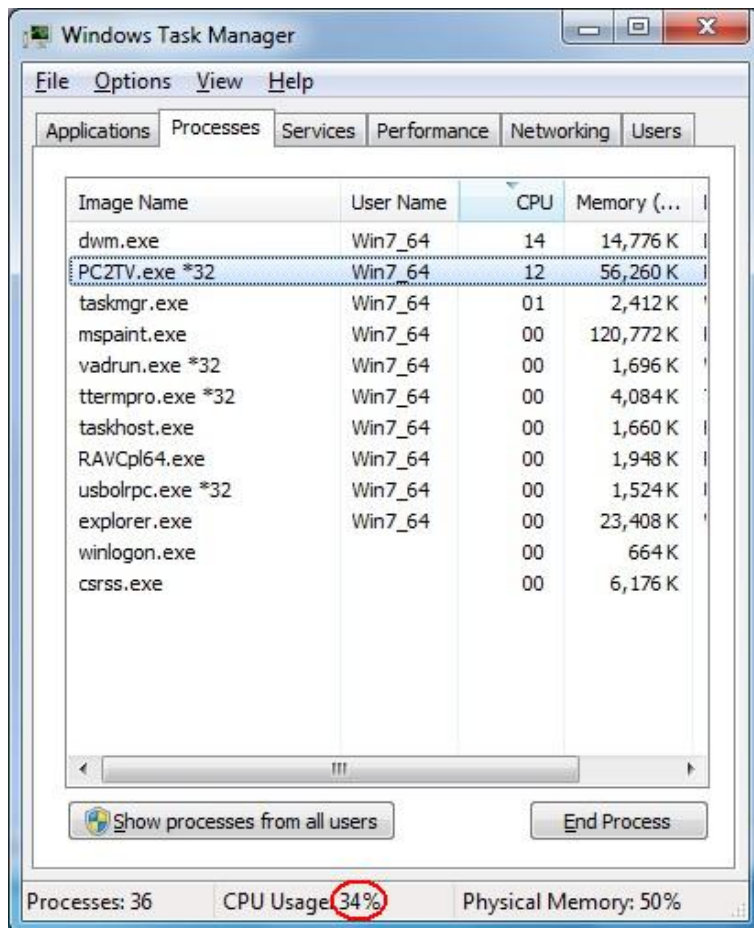 Windows Task Manager
File Options View Help
Applications Processes Services Performance Networking Users
Image Name User Name CPU Memory (...
dwm.exe Win7_64 14 14,776 K
PC2TV.exe *32 Win7_64 12 56,260 K
taskmgr.exe Win7_64 01 2,412 K
mspaint.exe Win7_64 00 120,772 K
vadrun.exe *32 Win7_64 00 1,696 K
ttermpro.exe *32 Win7_64 00 4,084 K
taskhost.exe Win7_64 00 1,660 K
RAVCpl64.exe Win7_64 00 1,948 K
usbolrpc.exe *32 Win7_64 00 1,524 K
explorer.exe Win7_64 00 23,408 K
winlogon.exe 00 664 K
csrss.exe 00 6,176 K
Show processes from all users End Process
Processes: 36 CPU Usage: 34% Physical Memory: 50%